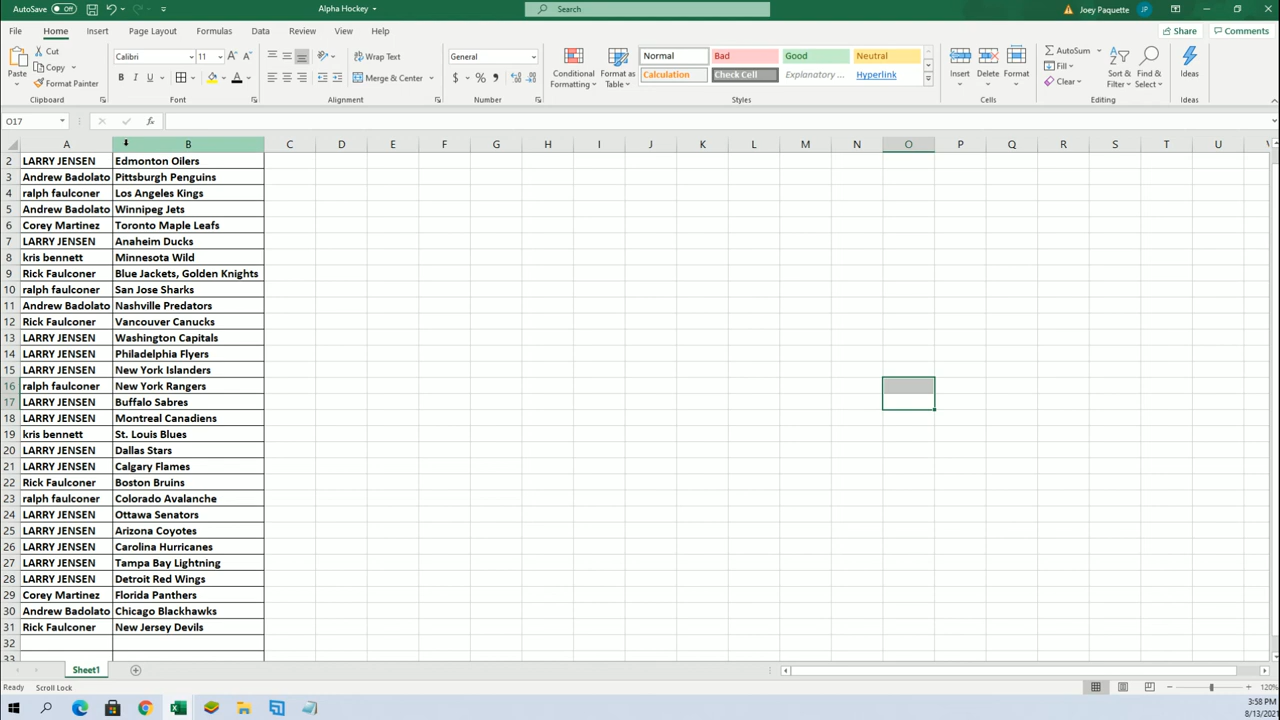 AutoSave Off Alpha Hockey Search Joey Paquette JP
File Home Insert Page Layout Formulas Data Review View Help Share Comments
Cut Calibri 11 Wrap Text General Normal Bad Good Neutral AutoSum
Copy Fill
Paste Format Painter B I U Merge & Center $ % Conditional Formatting Format as Table Calculation Check Cell Explanatory ... Hyperlink Insert Delete Format Clear Sort & Filter Find & Select Ideas
Clipboard Font Alignment Number Styles Cells Editing Ideas
O17 fx
A B C D E F G H I J K L M N O P Q R S T U V
2 LARRY JENSEN Edmonton Oilers
3 Andrew Badolato Pittsburgh Penguins
4 ralph faulconer Los Angeles Kings
5 Andrew Badolato Winnipeg Jets
6 Corey Martinez Toronto Maple Leafs
7 LARRY JENSEN Anaheim Ducks
8 kris bennett Minnesota Wild
9 Rick Faulconer Blue Jackets, Golden Knights
10 ralph faulconer San Jose Sharks
11 Andrew Badolato Nashville Predators
12 Rick Faulconer Vancouver Canucks
13 LARRY JENSEN Washington Capitals
14 LARRY JENSEN Philadelphia Flyers
15 LARRY JENSEN New York Islanders
16 ralph faulconer New York Rangers
17 LARRY JENSEN Buffalo Sabres
18 LARRY JENSEN Montreal Canadiens
19 kris bennett St. Louis Blues
20 LARRY JENSEN Dallas Stars
21 LARRY JENSEN Calgary Flames
22 Rick Faulconer Boston Bruins
23 ralph faulconer Colorado Avalanche
24 LARRY JENSEN Ottawa Senators
25 LARRY JENSEN Arizona Coyotes
26 LARRY JENSEN Carolina Hurricanes
27 LARRY JENSEN Tampa Bay Lightning
28 LARRY JENSEN Detroit Red Wings
29 Corey Martinez Florida Panthers
30 Andrew Badolato Chicago Blackhawks
31 Rick Faulconer New Jersey Devils
32
33
Sheet1
Ready Scroll Lock 120%
3:58 PM
8/13/202